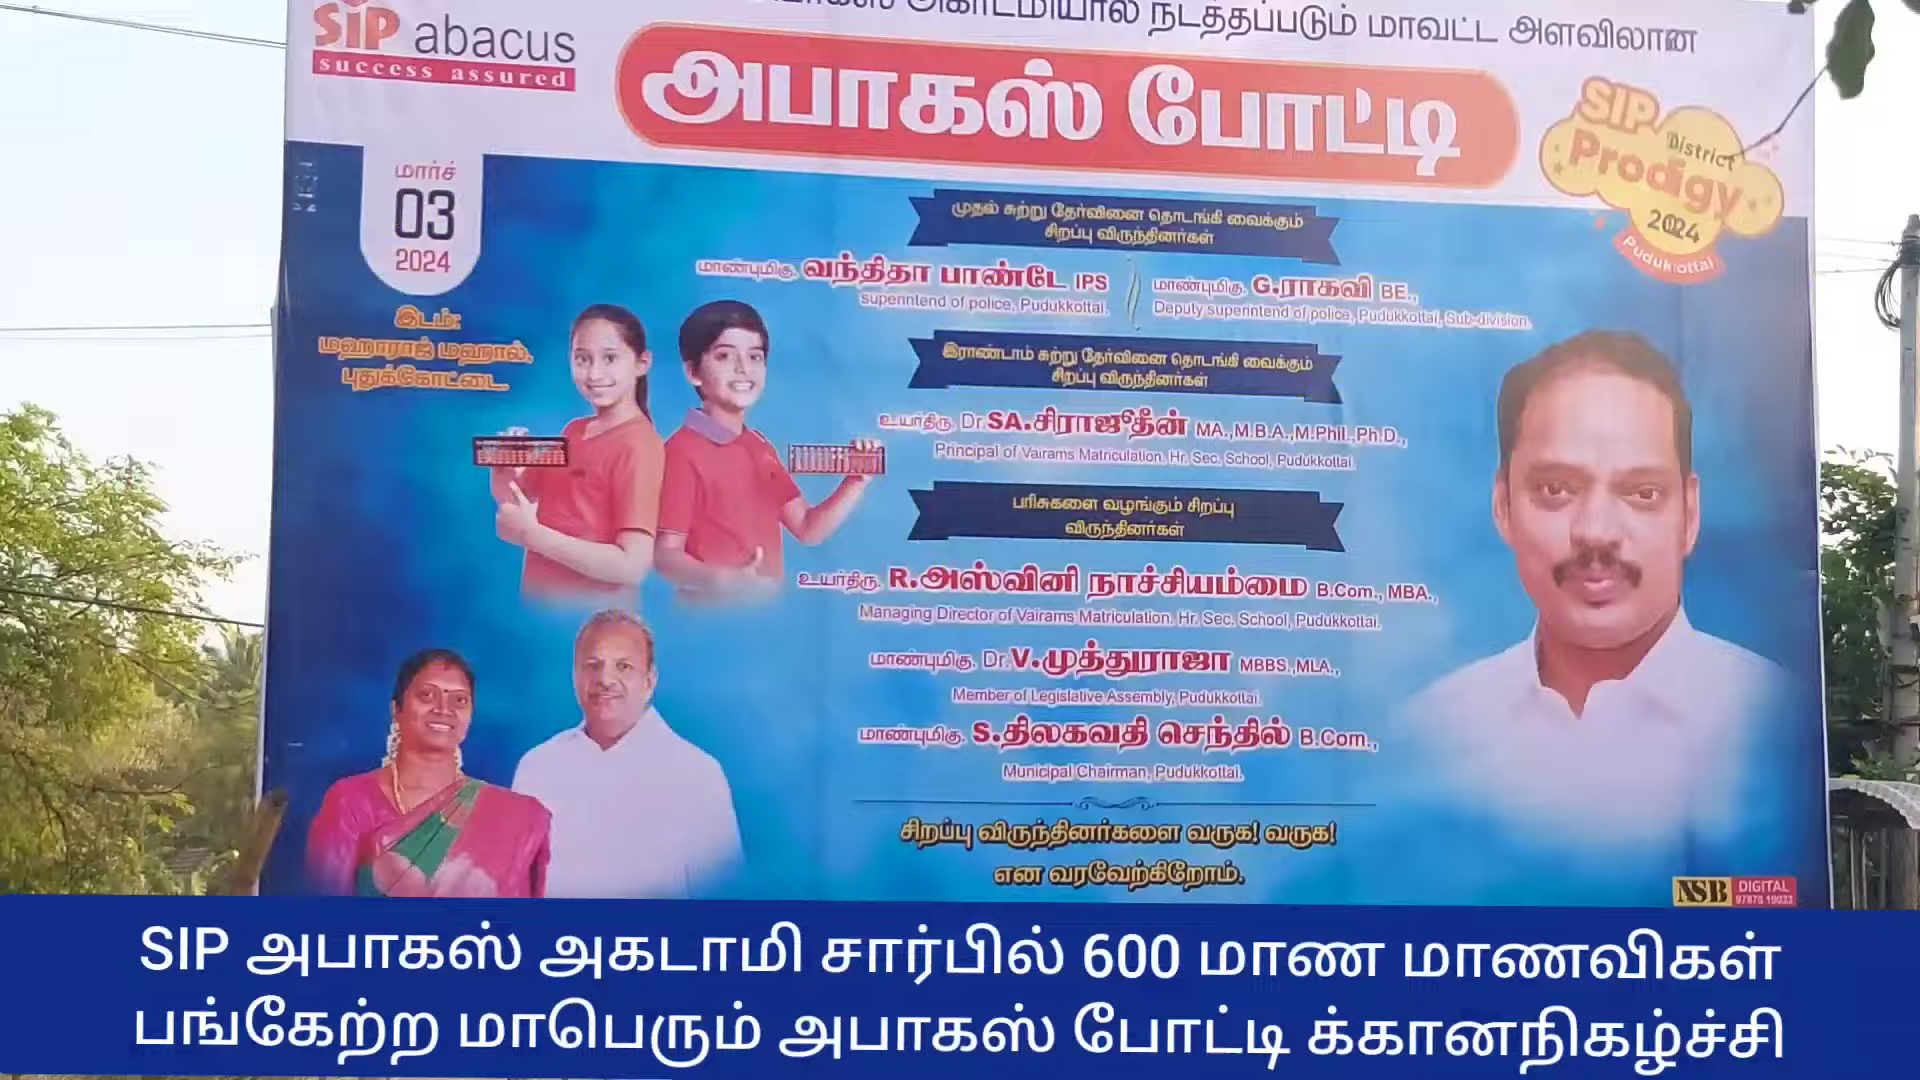 SIP abacus
success assured
நடத்தப்படும் மாவட்ட அளவிலான
அபாகஸ் போட்டி
SIP
District
Prodigy
2024
Pudukkottai
மார்ச்
03
2024
இடம்:
மஹாராஜ் மஹால்,
புதுக்கோட்டை.
முதல் சுற்று தேர்வினை தொடங்கி வைக்கும்
சிறப்பு விருந்தினர்கள்
மாண்புமிகு. வந்திதா பாண்டே IPS
superintend of police, Pudukkottai.
மாண்புமிகு. G.ராகவி BE.,
Deputy superintend of police, Pudukkottai, Sub-division.
இராண்டாம் சுற்று தேர்வினை தொடங்கி வைக்கும்
சிறப்பு விருந்தினர்கள்
உயர்திரு. Dr.SA.சிராஜுதீன் MA.,M.B.A.,M.Phil.,Ph.D.,
Principal of Vairams Matriculation. Hr. Sec. School, Pudukkottai.
பரிசுகளை வழங்கும் சிறப்பு
விருந்தினர்கள்
உயர்திரு. R.அஸ்வினி நாச்சியம்மை B.Com., MBA.,
Managing Director of Vairams Matriculation. Hr. Sec. School, Pudukkottai.
மாண்புமிகு. Dr.V.முத்துராஜா MBBS.,MLA.,
Member of Legislative Assembly, Pudukkottai.
மாண்புமிகு. S.திலகவதி செந்தில் B.Com.,
Municipal Chairman, Pudukkottai.
சிறப்பு விருந்தினர்களை வருக! வருக!
என வரவேற்கிறோம்.
NSB DIGITAL
97878 19033
SIP அபாகஸ் அகடாமி சார்பில் 600 மாண மாணவிகள்
பங்கேற்ற மாபெரும் அபாகஸ் போட்டி க்கானநிகழ்ச்சி